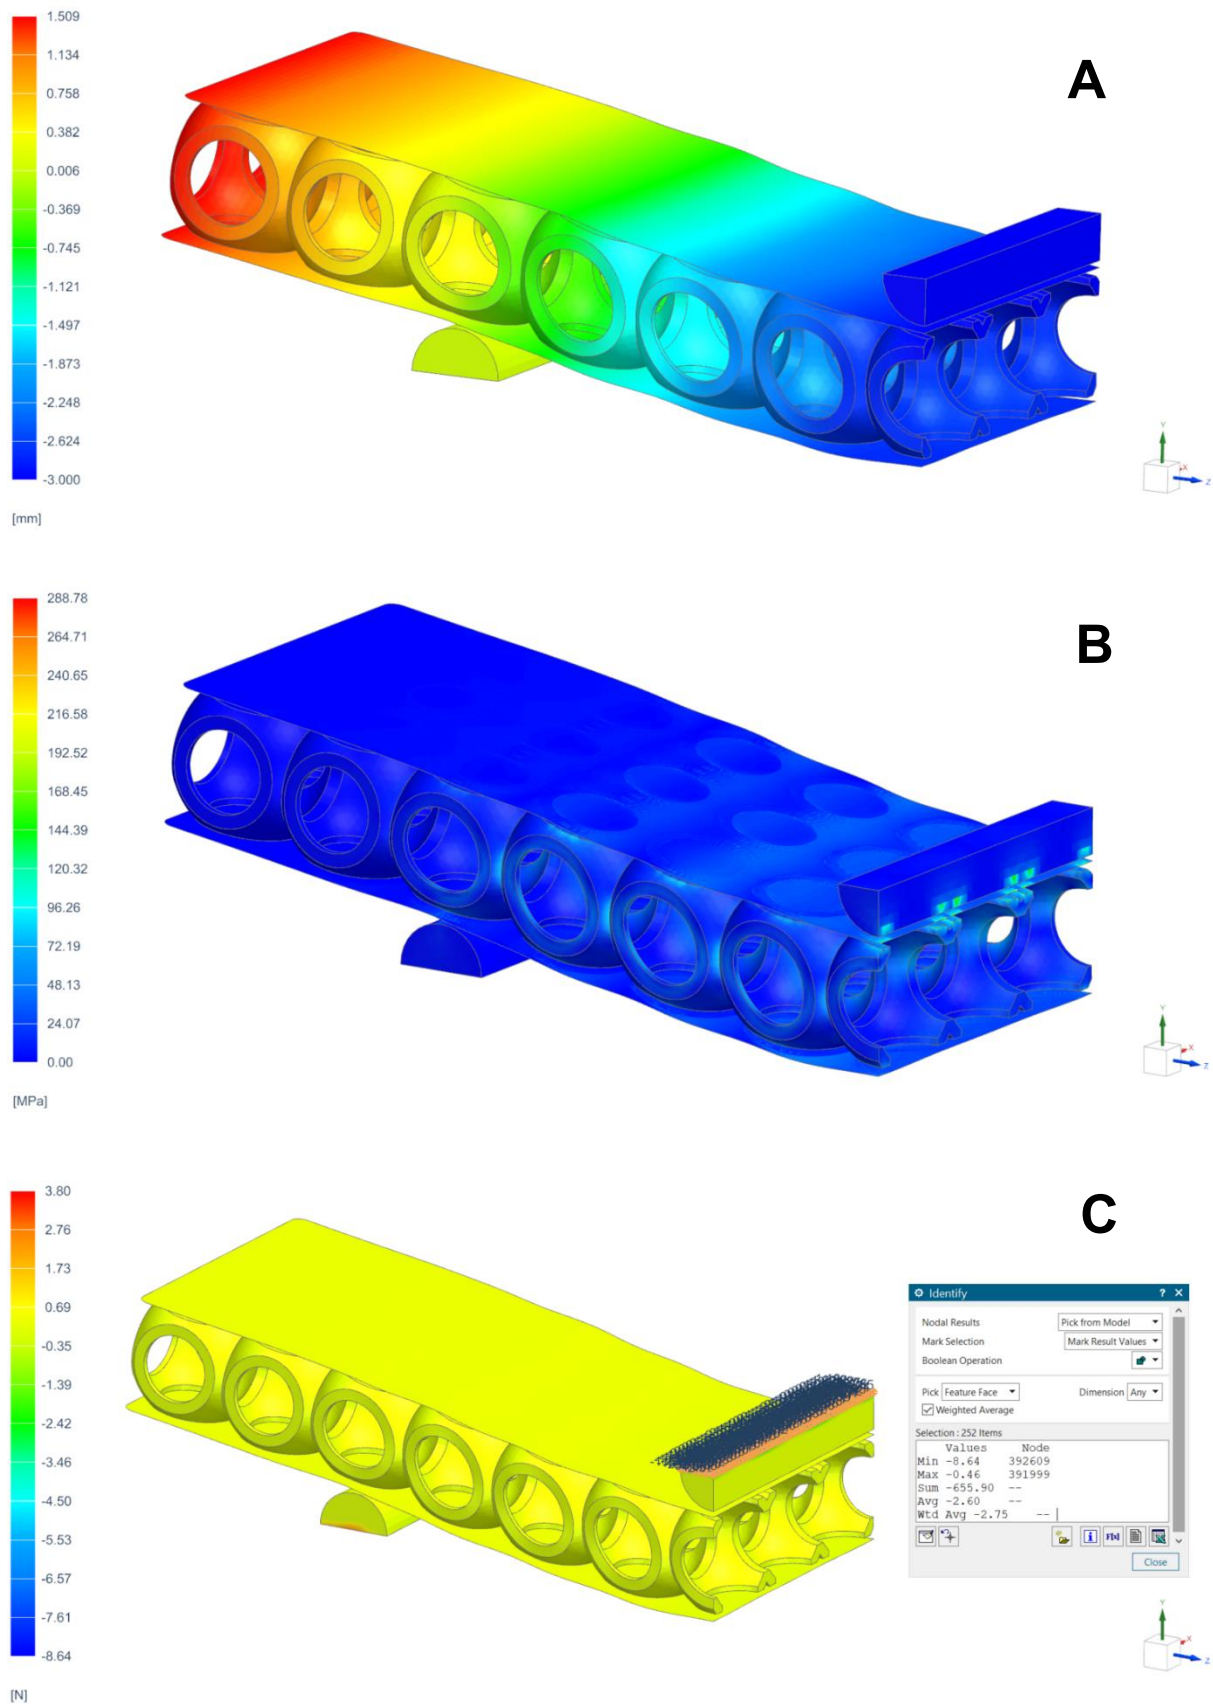 1.509
1.134
0.758
0.382
0.006
-0.369
-0.745
-1.121
-1.497
-1.873
-2.248
-2.624
-3.000
[mm]
A
Y
X
Z
288.78
264.71
240.65
216.58
192.52
168.45
144.39
120.32
96.26
72.19
48.13
24.07
0.00
[MPa]
B
Y
X
Z
3.80
2.76
1.73
0.69
-0.35
-1.39
-2.42
-3.46
-4.50
-5.53
-6.57
-7.61
-8.64
[N]
C
Identify ? ×
Nodal Results Pick from Model
Mark Selection Mark Result Values
Boolean Operation
Pick Feature Face Dimension Any
Weighted Average
Selection : 252 Items
Values Node
Min -8.64 392609
Max -0.46 391999
Sum -655.90 --
Avg -2.60 --
Wtd Avg -2.75 --
Close
Y
X
Z